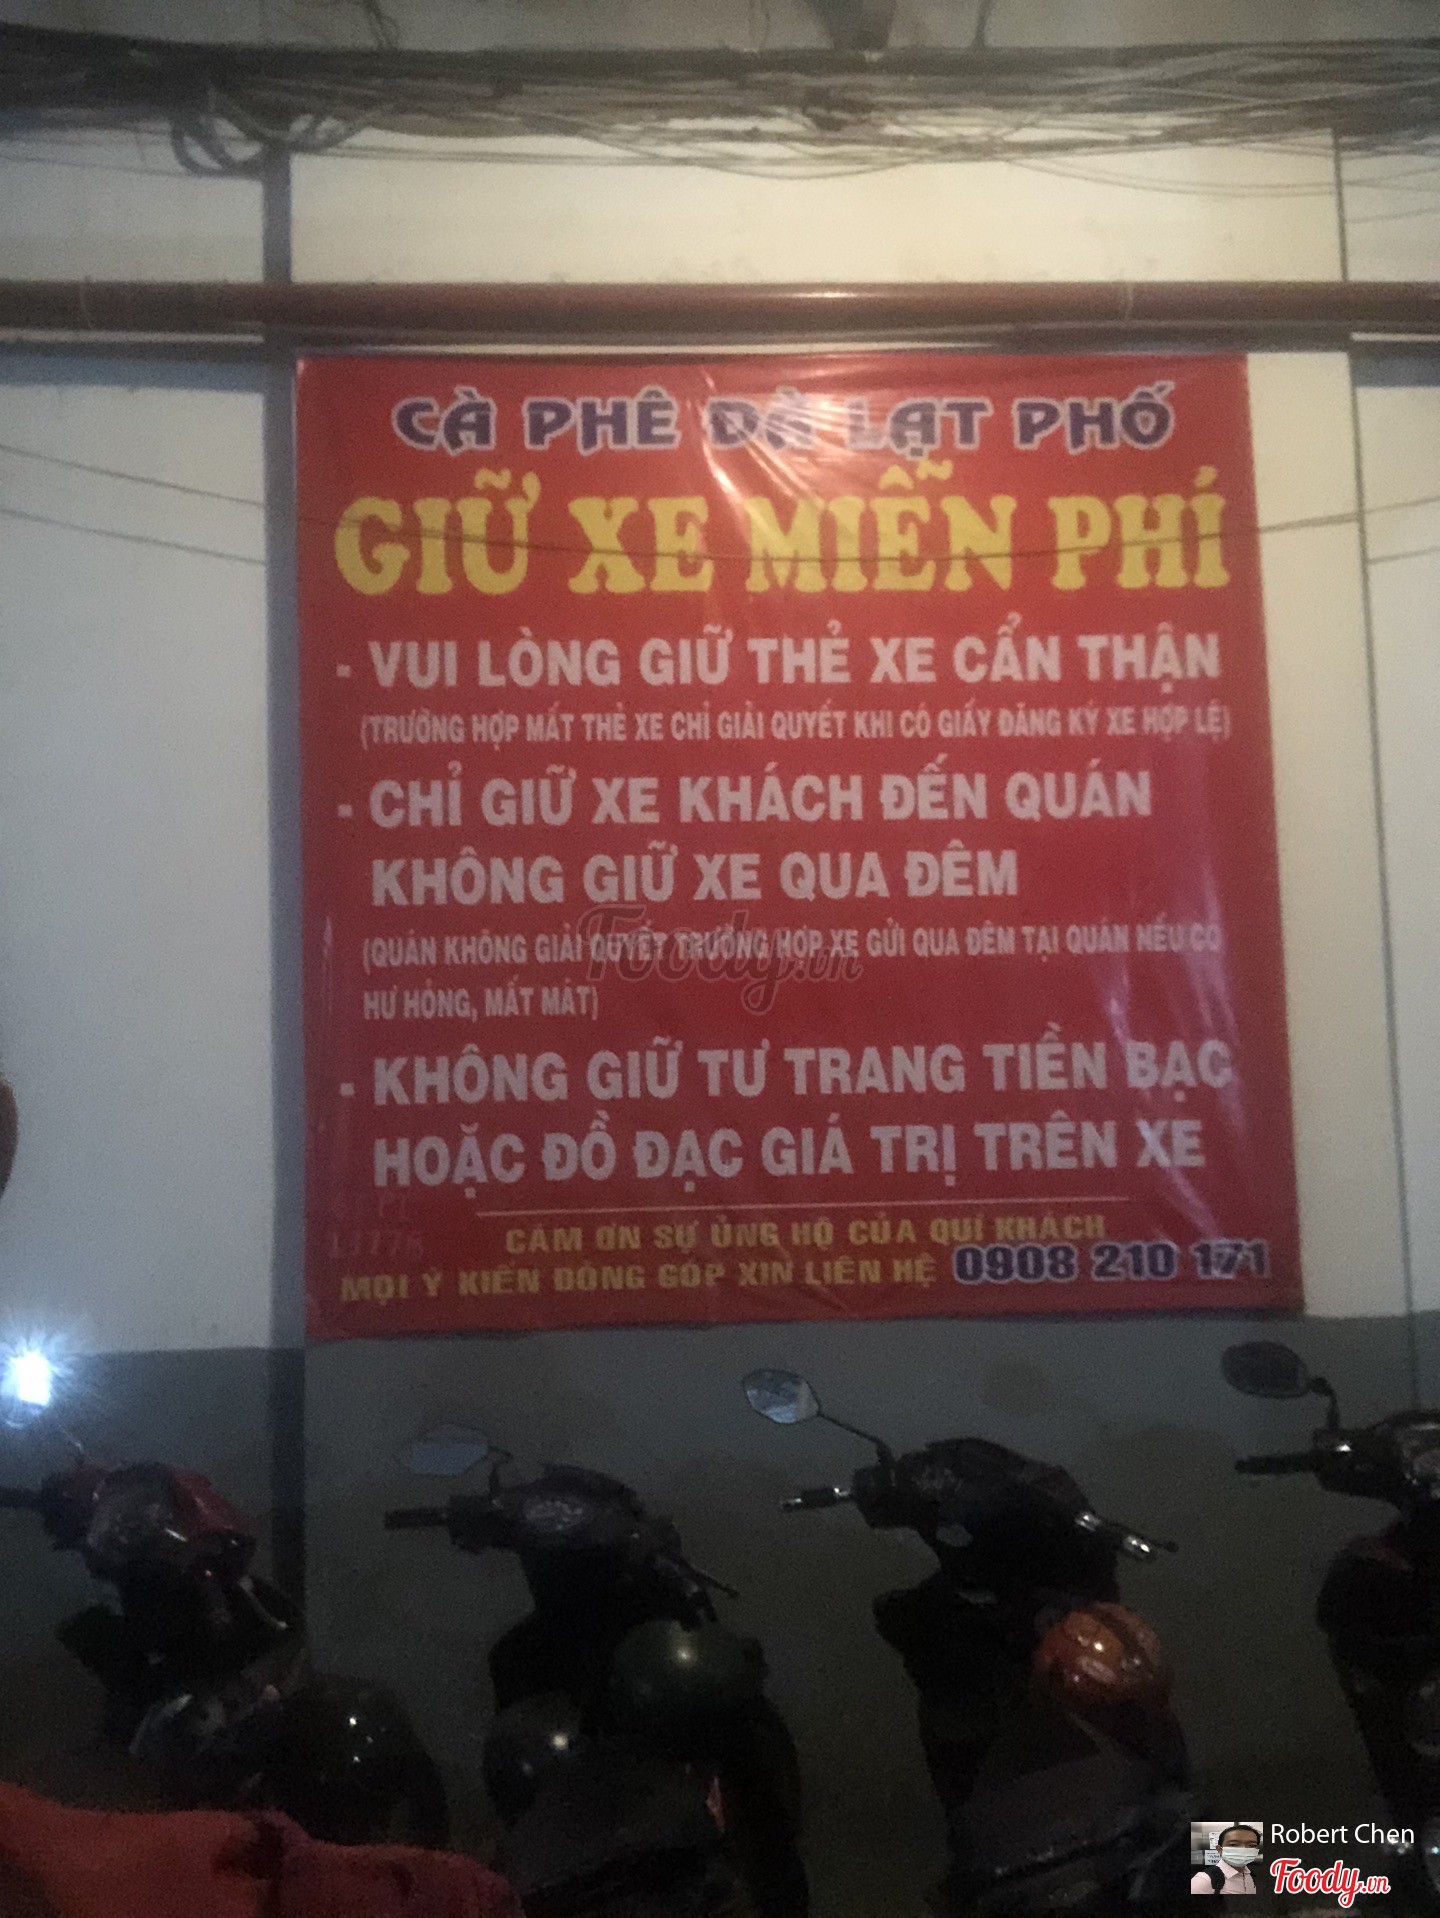 CÀ PHÊ ĐÀ LẠT PHỐ
GIỮ XE MIỄN PHÍ
- VUI LÒNG GIỮ THẺ XE CẨN THẬN
(TRƯỜNG HỢP MẤT THẺ XE CHỈ GIẢI QUYẾT KHI CÓ GIẤY ĐĂNG KÝ XE HỢP LỆ)
- CHỈ GIỮ XE KHÁCH ĐẾN QUÁN
KHÔNG GIỮ XE QUA ĐÊM
(QUÁN KHÔNG GIẢI QUYẾT TRƯỜNG HỢP XE GỬI QUA ĐÊM TẠI QUÁN NẾU CÓ
HƯ HỎNG, MẤT MÁT)
- KHÔNG GIỮ TƯ TRANG TIỀN BẠC
HOẶC ĐỒ ĐẠC GIÁ TRỊ TRÊN XE
CÁM ƠN SỰ ỦNG HỘ CỦA QUÍ KHÁCH
MỌI Ý KIẾN ĐÓNG GÓP XIN LIÊN HỆ 0908 210 171
Foody.vn
Robert Chen
Foody.vn